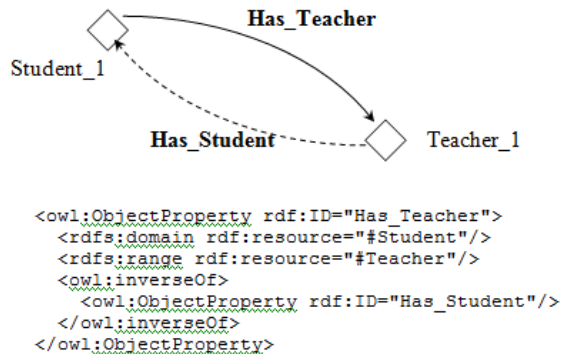 Has_Teacher
Student_1
Has_Student
Teacher_1
<owl:ObjectProperty rdf:ID="Has_Teacher">
<rdfs:domain rdf:resource="#Student"/>
<rdfs:range rdf:resource="#Teacher"/>
<owl:inverseOf>
<owl:ObjectProperty rdf:ID="Has_Student"/>
</owl:inverseOf>
</owl:ObjectProperty>